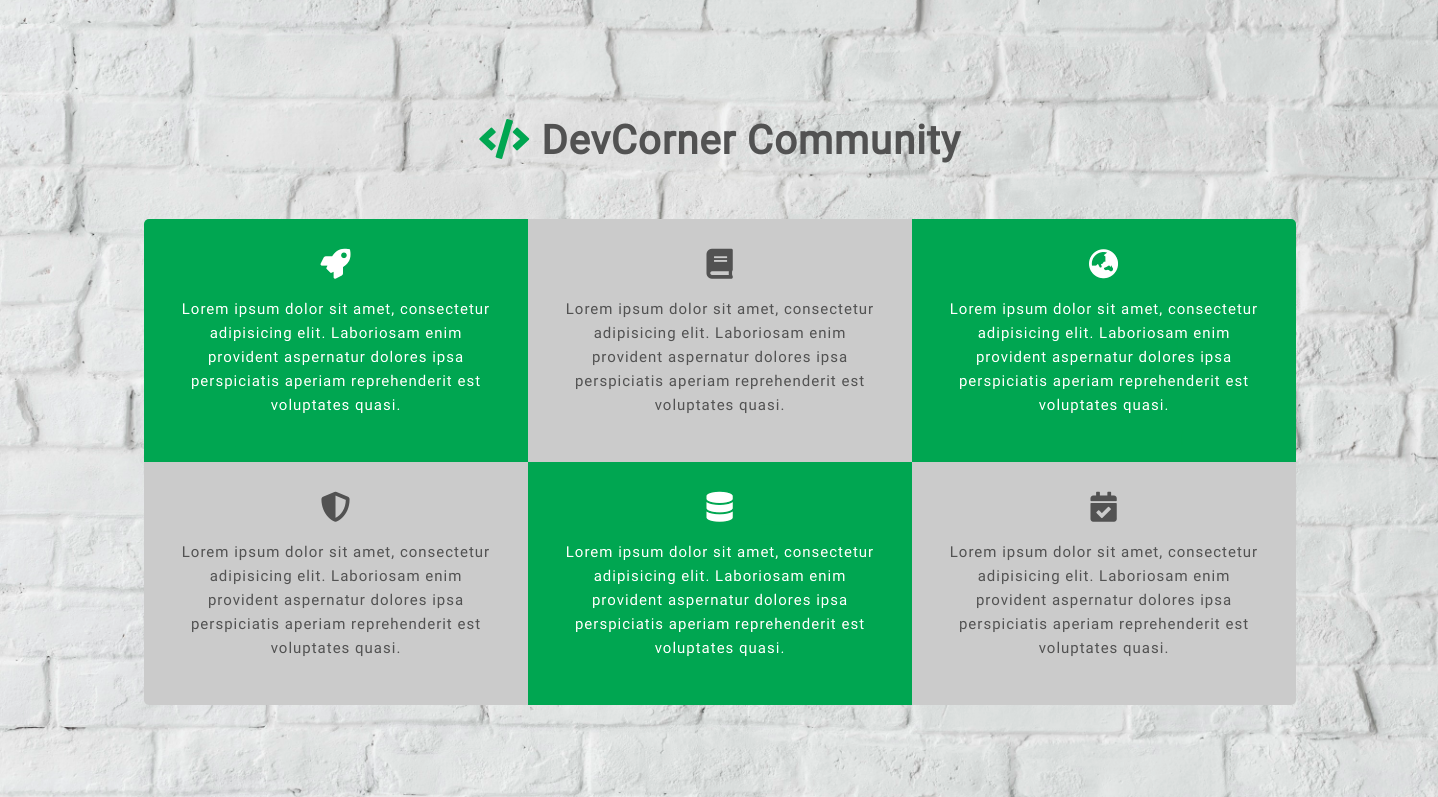 DevCorner Community
Lorem ipsum dolor sit amet, consectetur
adipisicing elit. Laboriosam enim
provident aspernatur dolores ipsa
perspiciatis aperiam reprehenderit est
voluptates quasi.
Lorem ipsum dolor sit amet, consectetur
adipisicing elit. Laboriosam enim
provident aspernatur dolores ipsa
perspiciatis aperiam reprehenderit est
voluptates quasi.
Lorem ipsum dolor sit amet, consectetur
adipisicing elit. Laboriosam enim
provident aspernatur dolores ipsa
perspiciatis aperiam reprehenderit est
voluptates quasi.
Lorem ipsum dolor sit amet, consectetur
adipisicing elit. Laboriosam enim
provident aspernatur dolores ipsa
perspiciatis aperiam reprehenderit est
voluptates quasi.
Lorem ipsum dolor sit amet, consectetur
adipisicing elit. Laboriosam enim
provident aspernatur dolores ipsa
perspiciatis aperiam reprehenderit est
voluptates quasi.
Lorem ipsum dolor sit amet, consectetur
adipisicing elit. Laboriosam enim
provident aspernatur dolores ipsa
perspiciatis aperiam reprehenderit est
voluptates quasi.